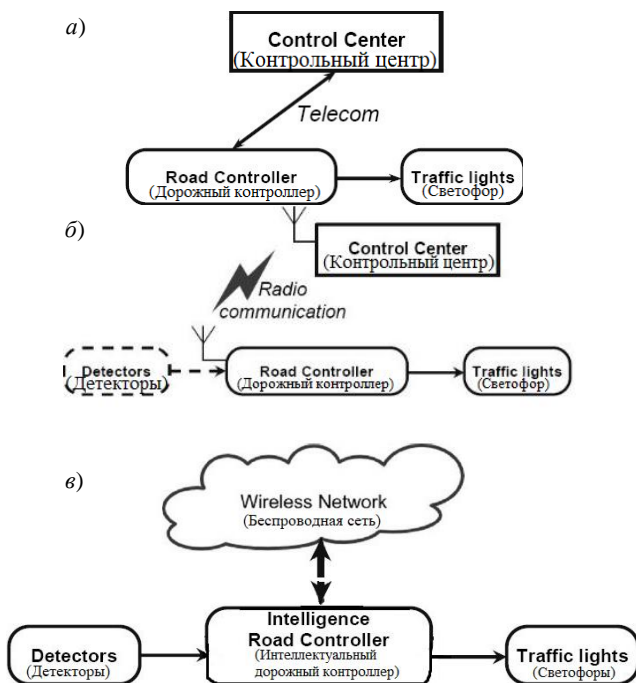 а)
Control Center
(Контрольный центр)
Telecom
Road Controller
(Дорожный контроллер)
Traffic lights
(Светофор)
б)
Control Center
(Контрольный центр)
Radio
communication
Detectors
(Детекторы)
Road Controller
(Дорожный контроллер)
Traffic lights
(Светофор)
в)
Wireless Network
(Беспроводная сеть)
Intelligence
Road Controller
(Интеллектуальный
дорожный контроллер)
Detectors
(Детекторы)
Traffic lights
(Светофоры)